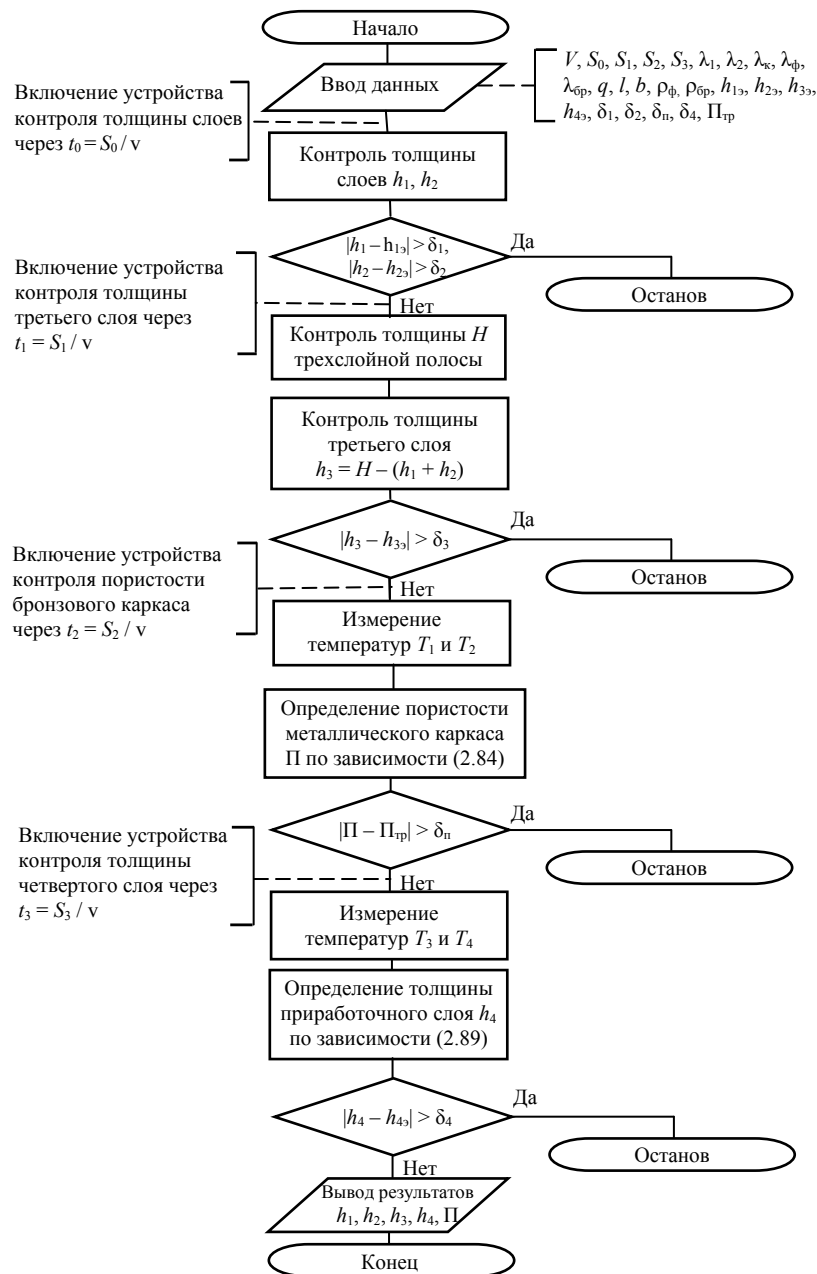 Начало
Ввод данных
V, S₀, S₁, S₂, S₃, λ₁, λ₂, λк, λф,
λбр, q, l, b, ρф, ρбр, h₁э, h₂э, h₃э,
h₄э, δ₁, δ₂, δп, δ₄, Птр
Включение устройства
контроля толщины слоев
через t₀ = S₀ / v
Контроль толщины
слоев h₁, h₂
|h₁ – h₁э| > δ₁,
|h₂ – h₂э| > δ₂
Да
Останов
Нет
Включение устройства
контроля толщины
третьего слоя через
t₁ = S₁ / v
Контроль толщины H
трехслойной полосы
Контроль толщины
третьего слоя
h₃ = H – (h₁ + h₂)
|h₃ – h₃э| > δ₃
Да
Останов
Нет
Включение устройства
контроля пористости
бронзового каркаса
через t₂ = S₂ / v
Измерение
температур T₁ и T₂
Определение пористости
металлического каркаса
П по зависимости (2.84)
|П – Птр| > δп
Да
Останов
Нет
Включение устройства
контроля толщины
четвертого слоя через
t₃ = S₃ / v
Измерение
температур T₃ и T₄
Определение толщины
приработочного слоя h₄
по зависимости (2.89)
|h₄ – h₄э| > δ₄
Да
Останов
Нет
Вывод результатов
h₁, h₂, h₃, h₄, П
Конец